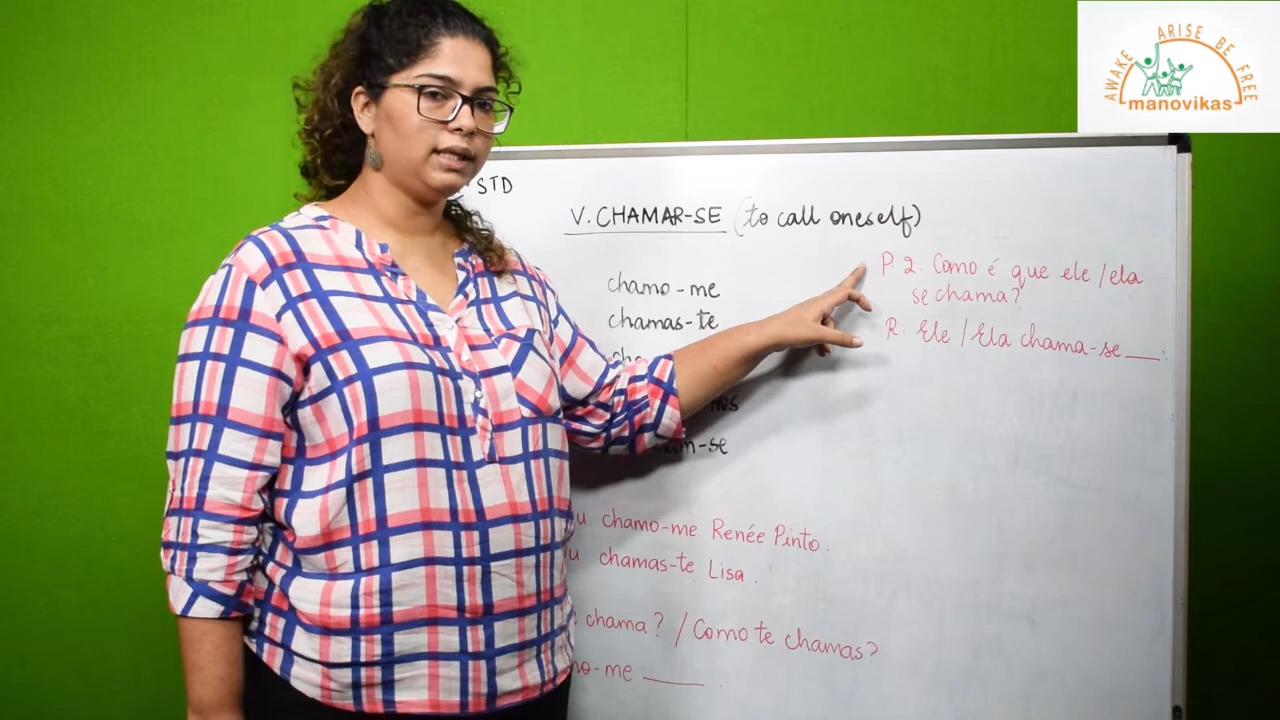 AWAKE ARISE BE FREE
manovikas
STD
V. CHAMAR-SE (to call oneself)
chamo-me
chamas-te
P. 2. Como é que ele/ela
se chama?
R. Ele/Ela chama-se ___.
-se
chamo-me Renée Pinto.
chamas-te Lisa.
chama? / Como te chamas?
-me ___.